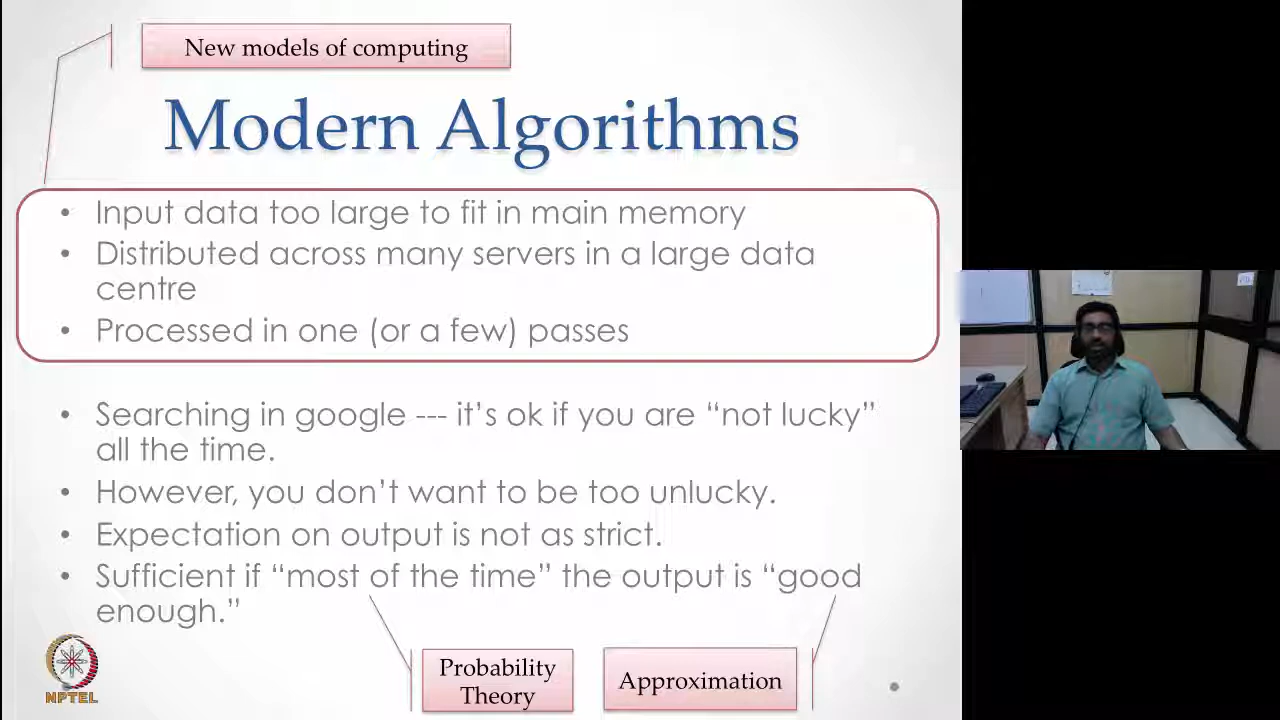 New models of computing
Modern Algorithms
• Input data too large to fit in main memory
• Distributed across many servers in a large data
centre
• Processed in one (or a few) passes
• Searching in google --- it's ok if you are “not lucky”
all the time.
• However, you don't want to be too unlucky.
• Expectation on output is not as strict.
• Sufficient if “most of the time” the output is “good
enough.”
Probability
Theory
Approximation
NPTEL